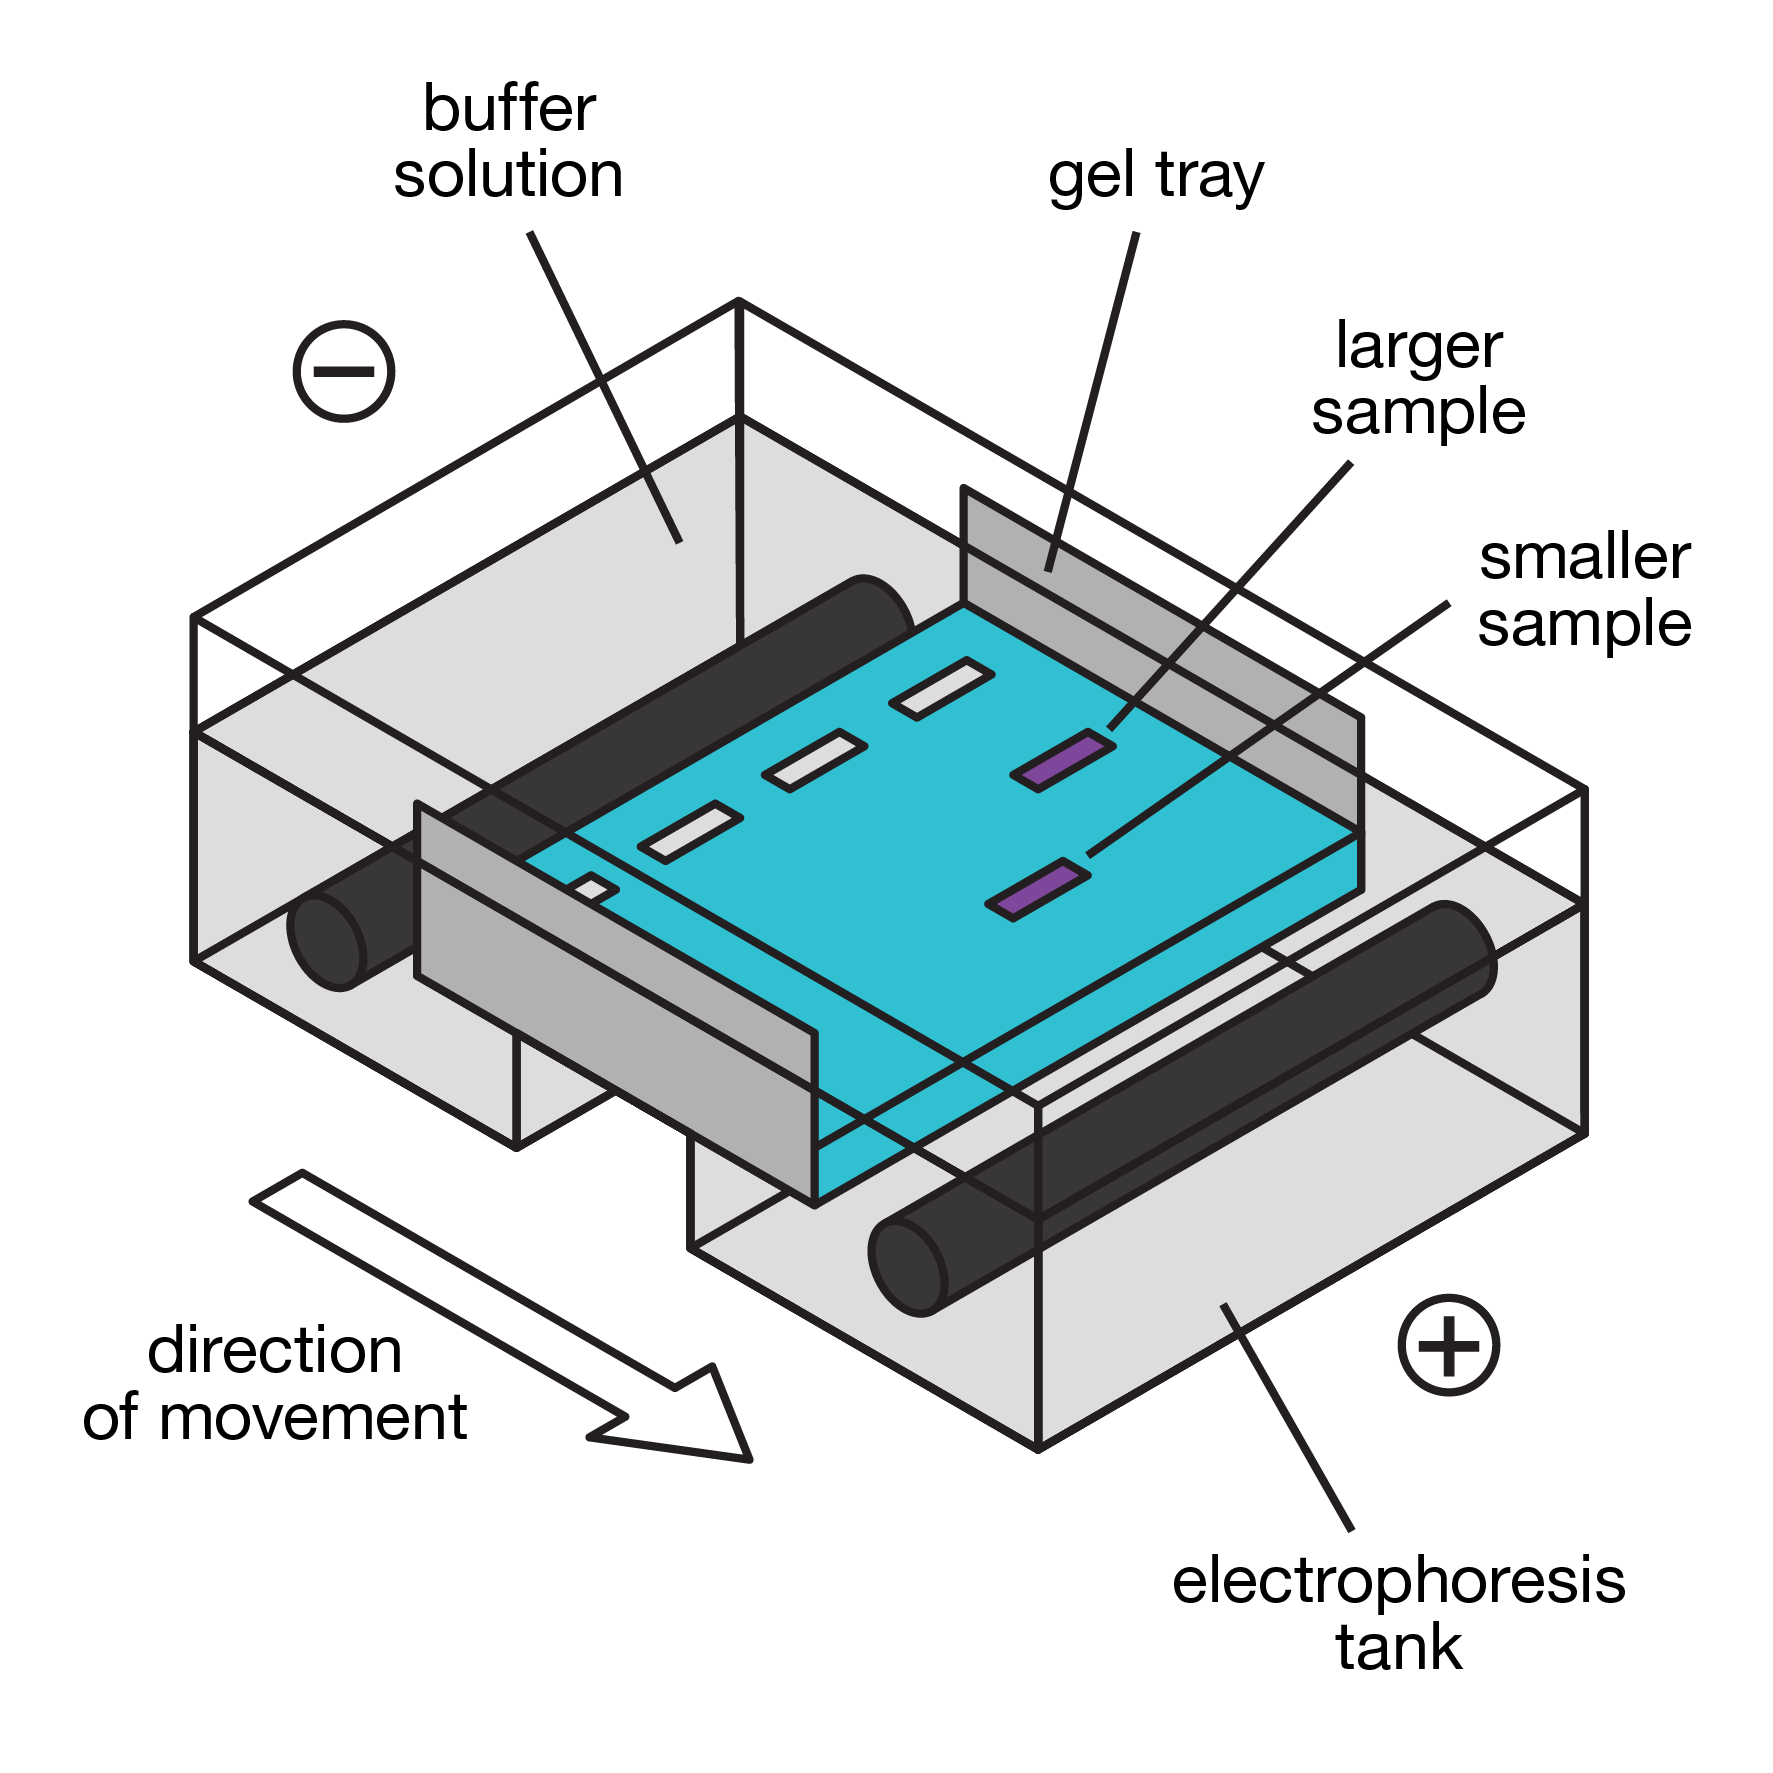 buffer
solution
gel tray
larger
sample
smaller
sample
−
direction
of movement
+
electrophoresis
tank